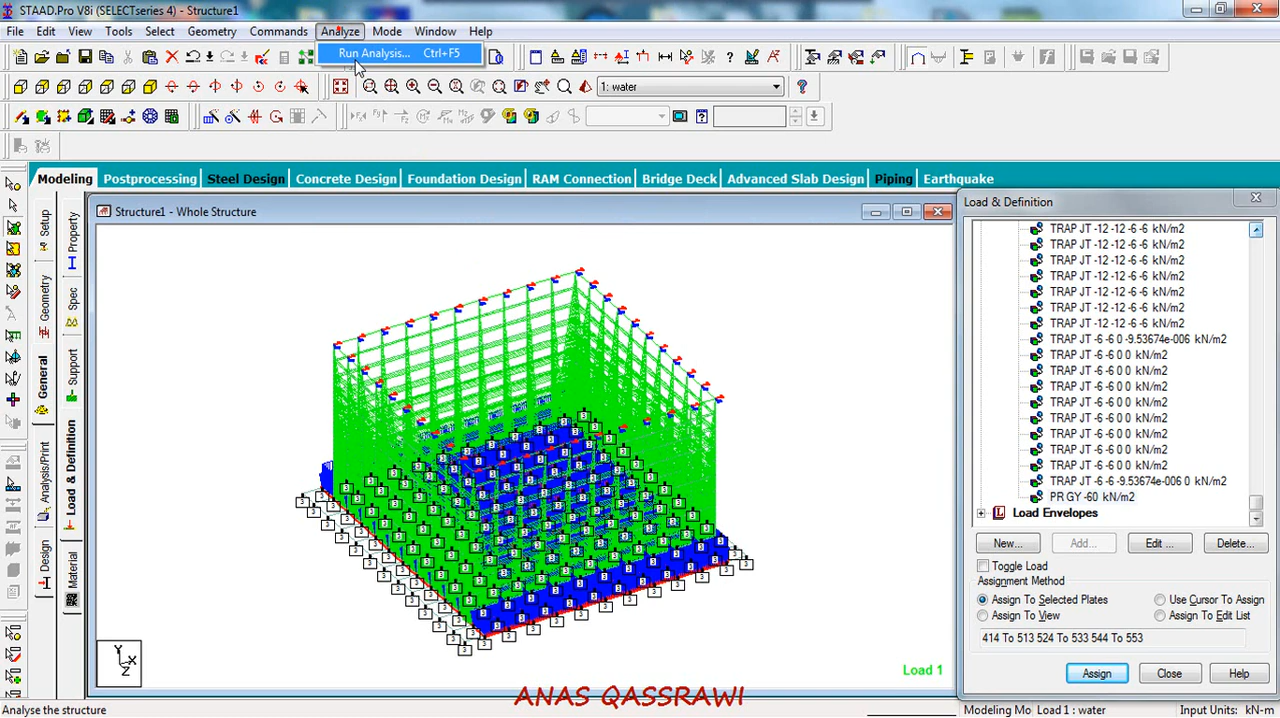 STAAD.Pro V8i (SELECTseries 4) - Structure1
File Edit View Tools Select Geometry Commands Analyze Mode Window Help
Run Analysis... Ctrl+F5
1: water
Modeling Postprocessing Steel Design Concrete Design Foundation Design RAM Connection Bridge Deck Advanced Slab Design Piping Earthquake
Setup
Geometry
General
Analysis/Print
Design
Property
Spec
Support
Load & Definition
Material
Structure1 - Whole Structure
Load 1
Y
X
Z
Load & Definition
TRAP JT -12 -12 -6 -6 kN/m2
TRAP JT -12 -12 -6 -6 kN/m2
TRAP JT -12 -12 -6 -6 kN/m2
TRAP JT -12 -12 -6 -6 kN/m2
TRAP JT -12 -12 -6 -6 kN/m2
TRAP JT -12 -12 -6 -6 kN/m2
TRAP JT -12 -12 -6 -6 kN/m2
TRAP JT -6 -6 0 -9.53674e-006 kN/m2
TRAP JT -6 -6 0 0 kN/m2
TRAP JT -6 -6 0 0 kN/m2
TRAP JT -6 -6 0 0 kN/m2
TRAP JT -6 -6 0 0 kN/m2
TRAP JT -6 -6 0 0 kN/m2
TRAP JT -6 -6 0 0 kN/m2
TRAP JT -6 -6 0 0 kN/m2
TRAP JT -6 -6 0 0 kN/m2
TRAP JT -6 -6 -9.53674e-006 0 kN/m2
PR GY -60 kN/m2
Load Envelopes
New... Add... Edit ... Delete...
Toggle Load
Assignment Method
Assign To Selected Plates Use Cursor To Assign
Assign To View Assign To Edit List
414 To 513 524 To 533 544 To 553
Assign Close Help
ANAS QASSRAWI
Analyse the structure
Modeling Mo Load 1 : water Input Units: kN-m